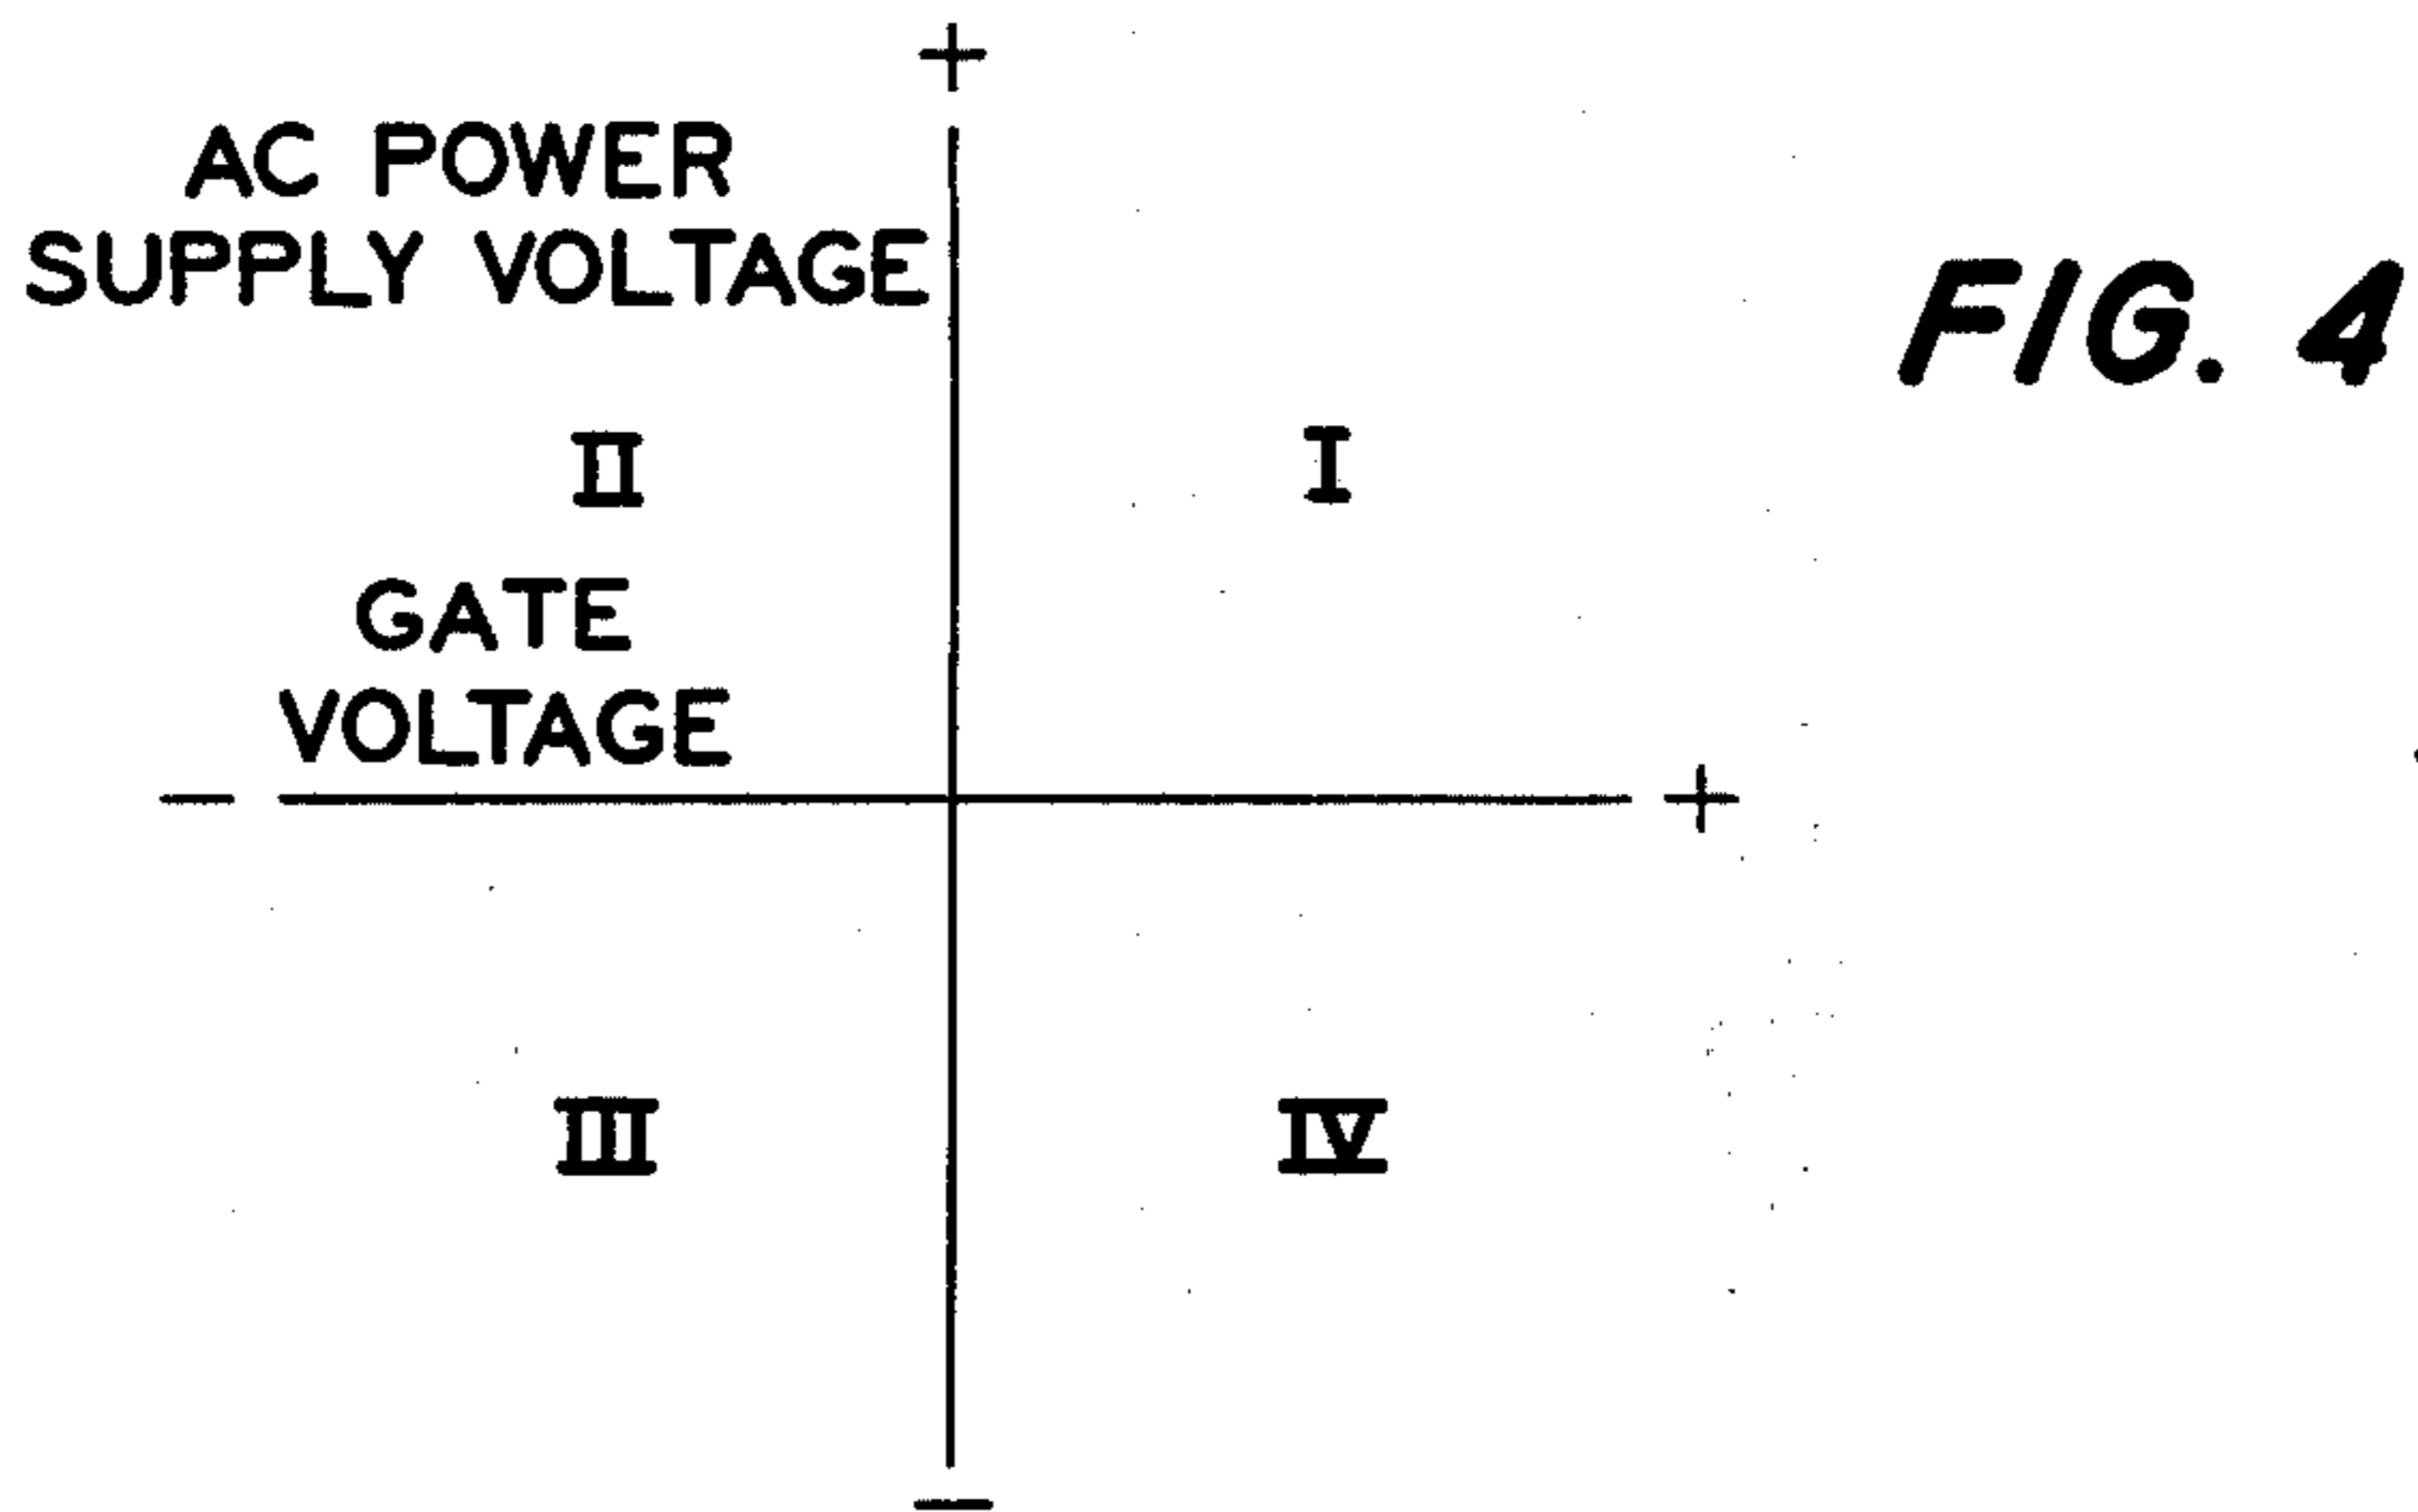 +
AC POWER
SUPPLY VOLTAGE
FIG. 4
II
I
GATE
VOLTAGE
-
+
III
IV
-